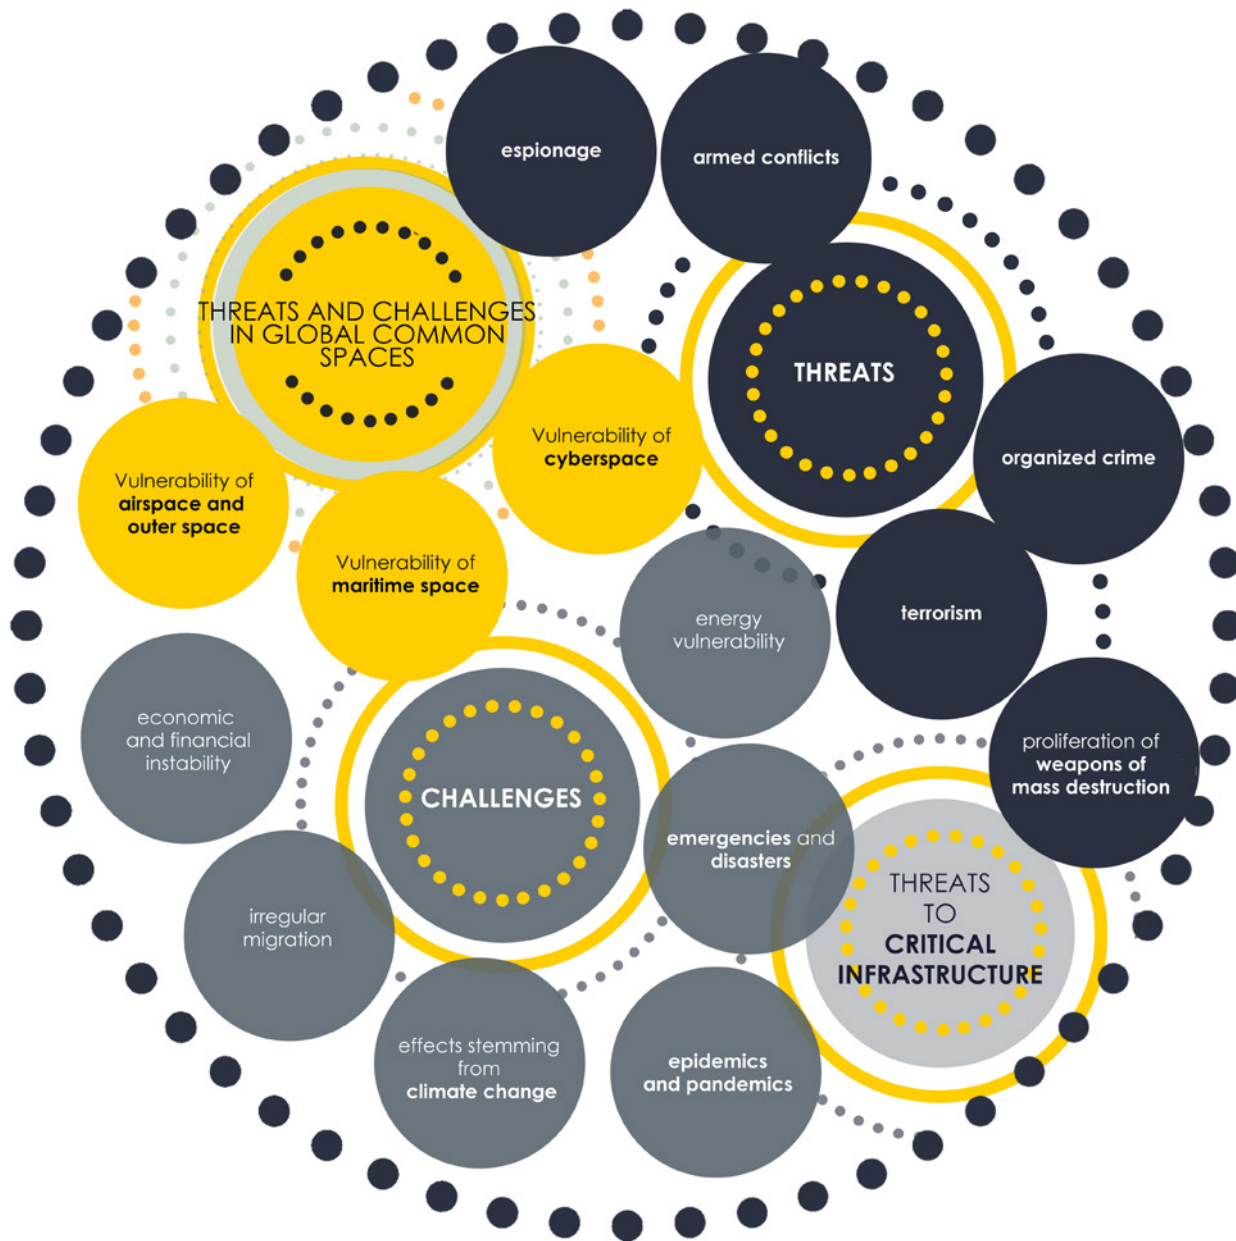 espionage
armed conflicts
THREATS AND CHALLENGES
IN GLOBAL COMMON
SPACES
THREATS
Vulnerability of
cyberspace
organized crime
Vulnerability of
airspace and
outer space
Vulnerability of
maritime space
energy
vulnerability
terrorism
economic
and financial
instability
proliferation of
weapons of
mass destruction
CHALLENGES
emergencies and
disasters
THREATS
TO
CRITICAL
INFRASTRUCTURE
irregular
migration
effects stemming
from
climate change
epidemics
and pandemics